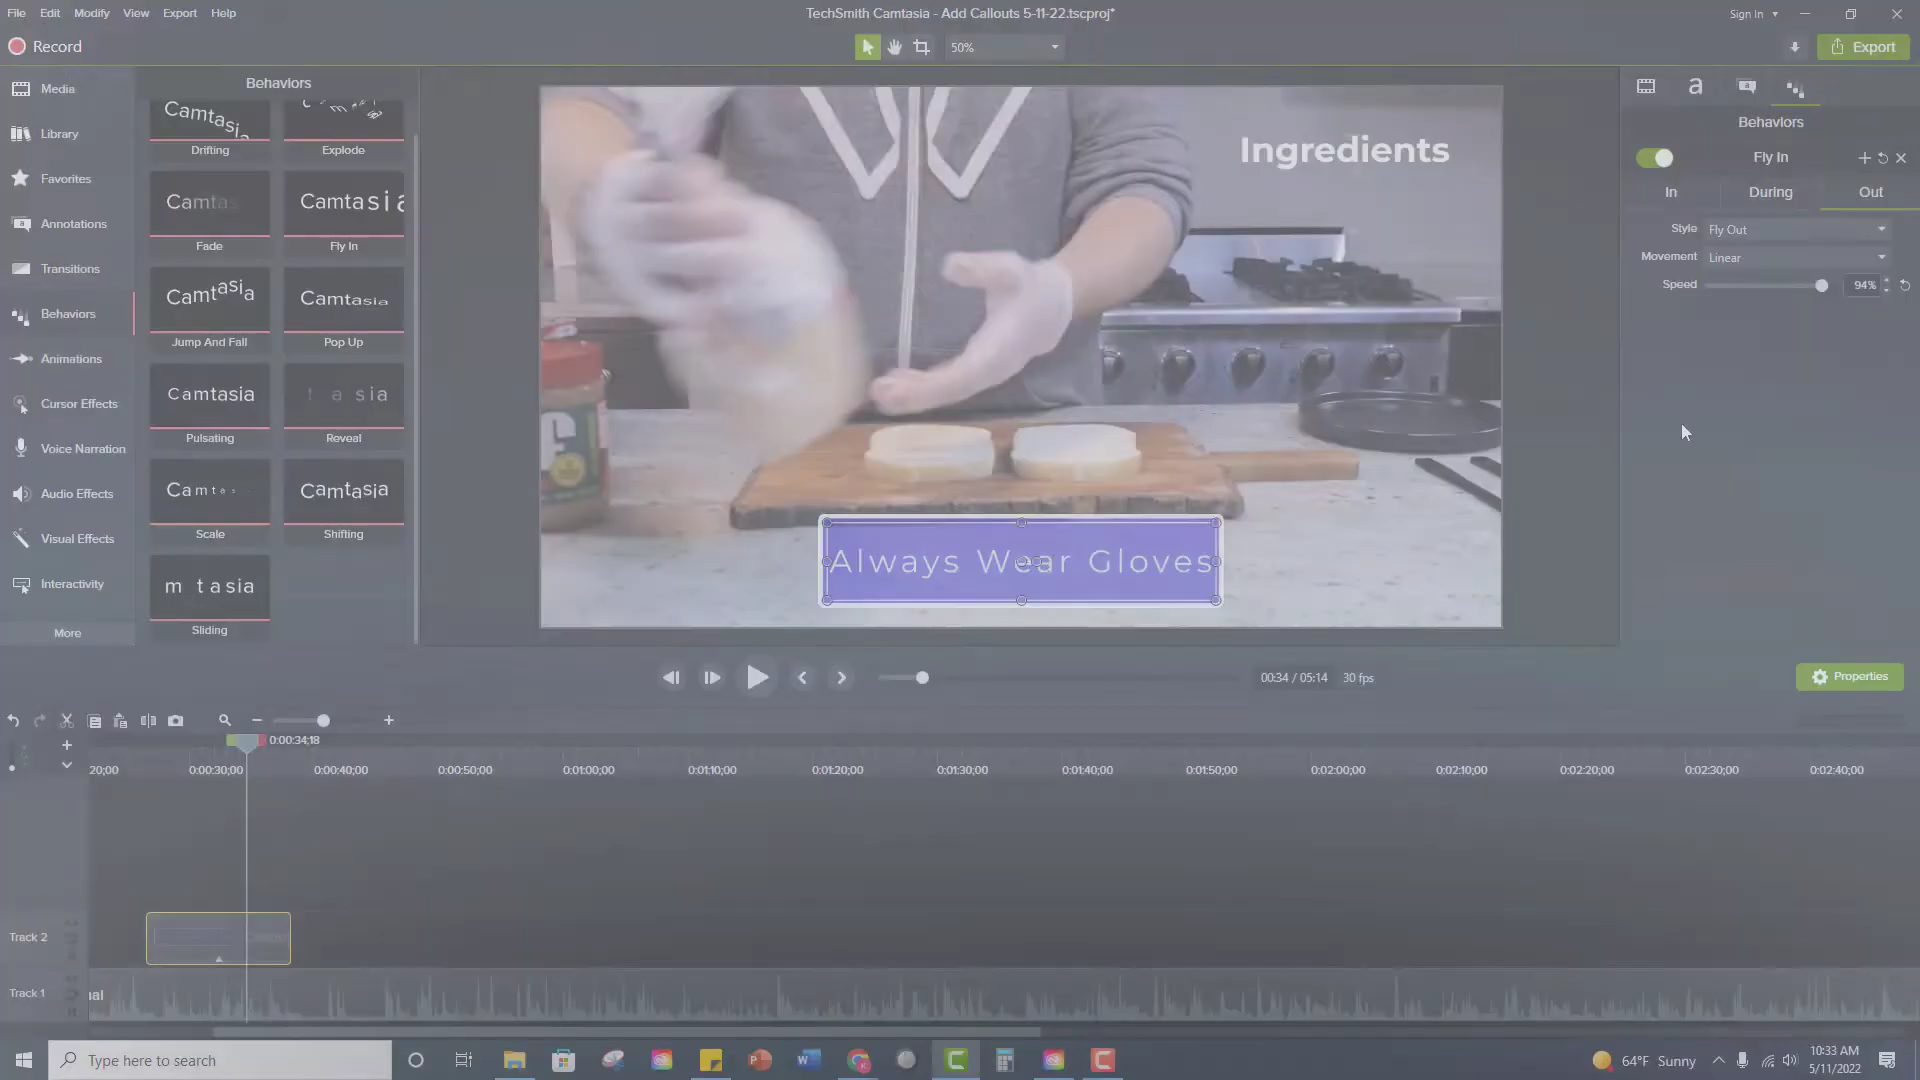 File Edit Modify View Export Help
TechSmith Camtasia - Add Callouts 5-11-22.tscproj*
Sign In
Record
50%
Export
Media
Library
Favorites
Annotations
Transitions
Behaviors
Animations
Cursor Effects
Voice Narration
Audio Effects
Visual Effects
Interactivity
More
Behaviors
Camtasia
Drifting
Explode
Camtas
Fade
Camtasia
Fly In
Camtasia
Jump And Fall
Camtasia
Pop Up
Camtasia
Pulsating
t a sia
Reveal
Camtas
Scale
Camtasia
Shifting
m t a sia
Sliding
Ingredients
Always Wear Gloves
a
Behaviors
Fly In
In During Out
Style Fly Out
Movement Linear
Speed 94%
00:34 / 05:14 30 fps
Properties
0:00:34;18
20;00 0:00:30;00 0:00:40;00 0:00:50;00 0:01:00;00 0:01:10;00 0:01:20;00 0:01:30;00 0:01:40;00 0:01:50;00 0:02:00;00 0:02:10;00 0:02:20;00 0:02:30;00 0:02:40;00
Track 2
Track 1
nal
Type here to search
64°F Sunny
10:33 AM
5/11/2022